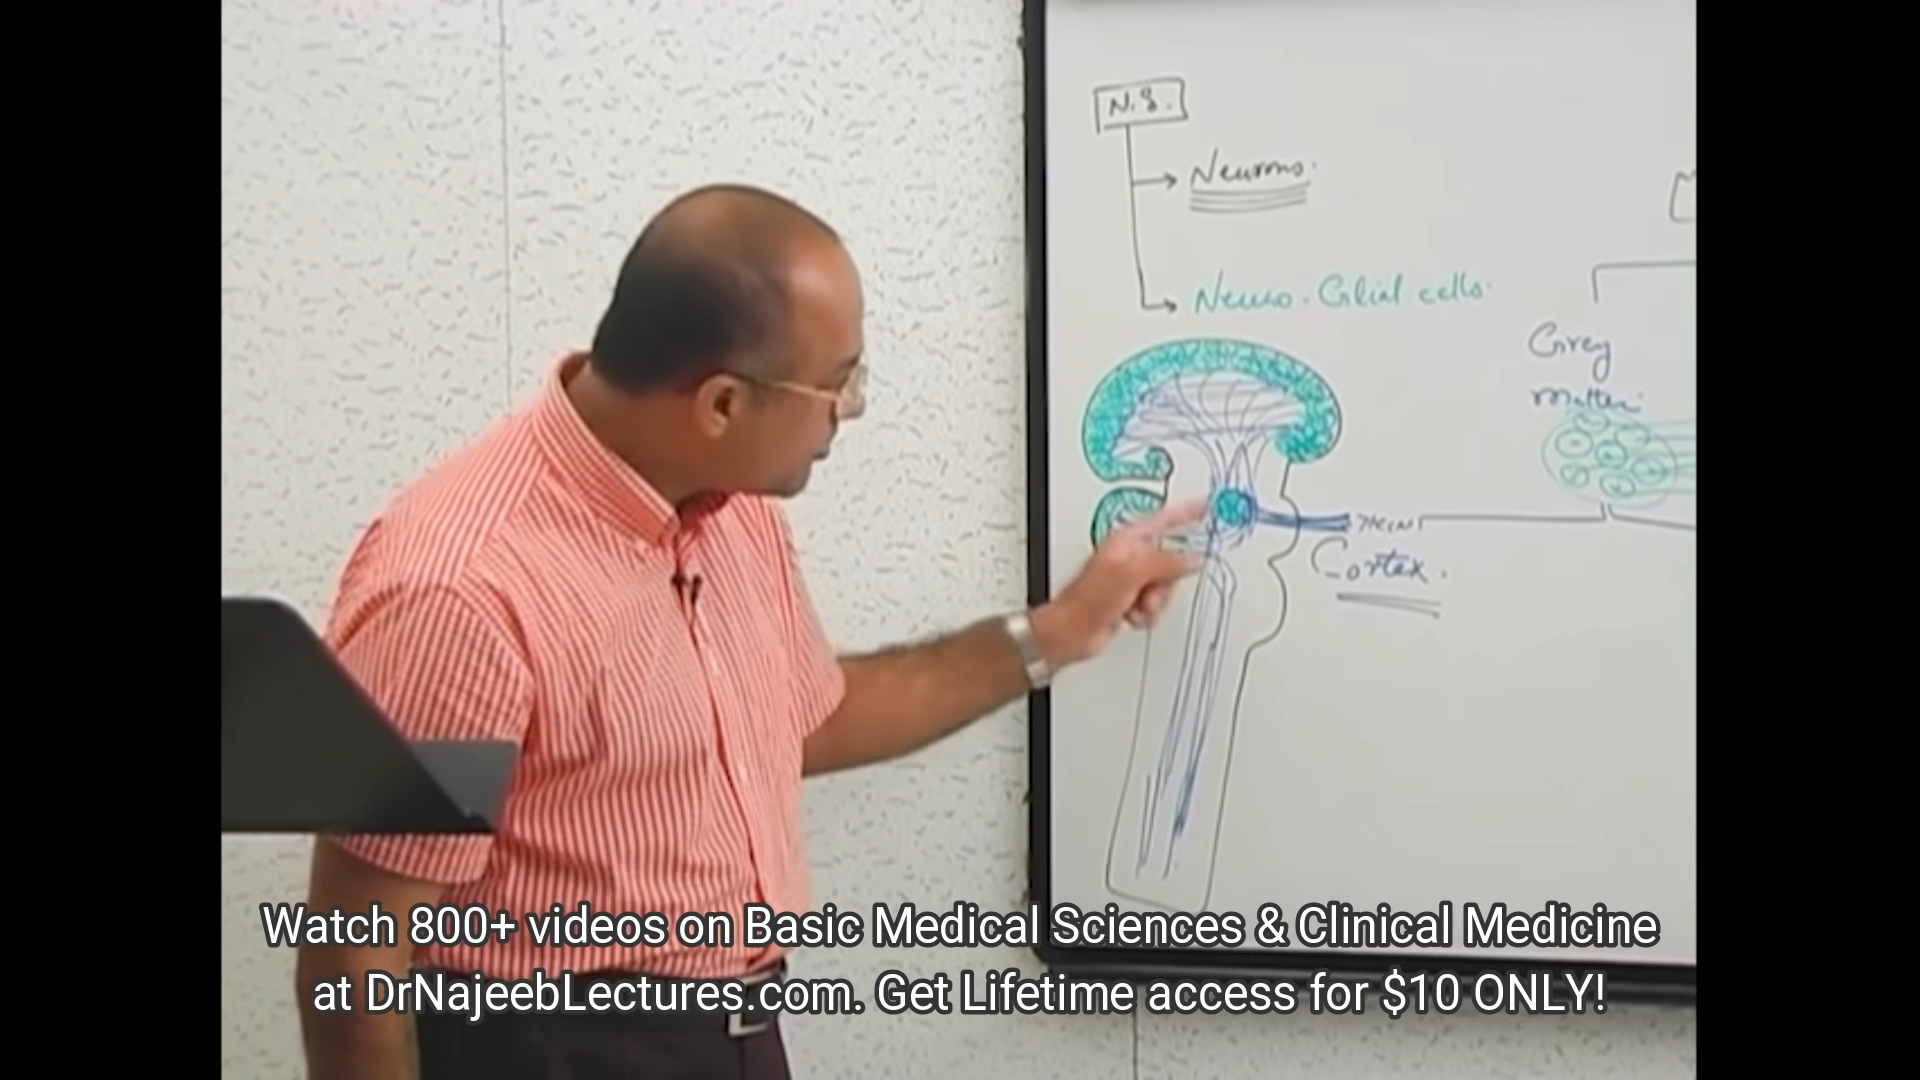 N.S.
Neurons.
Neuro-Glial cells.
Grey
matter
Cortex.
Watch 800+ videos on Basic Medical Sciences & Clinical Medicine
at DrNajeebLectures.com. Get Lifetime access for $10 ONLY!